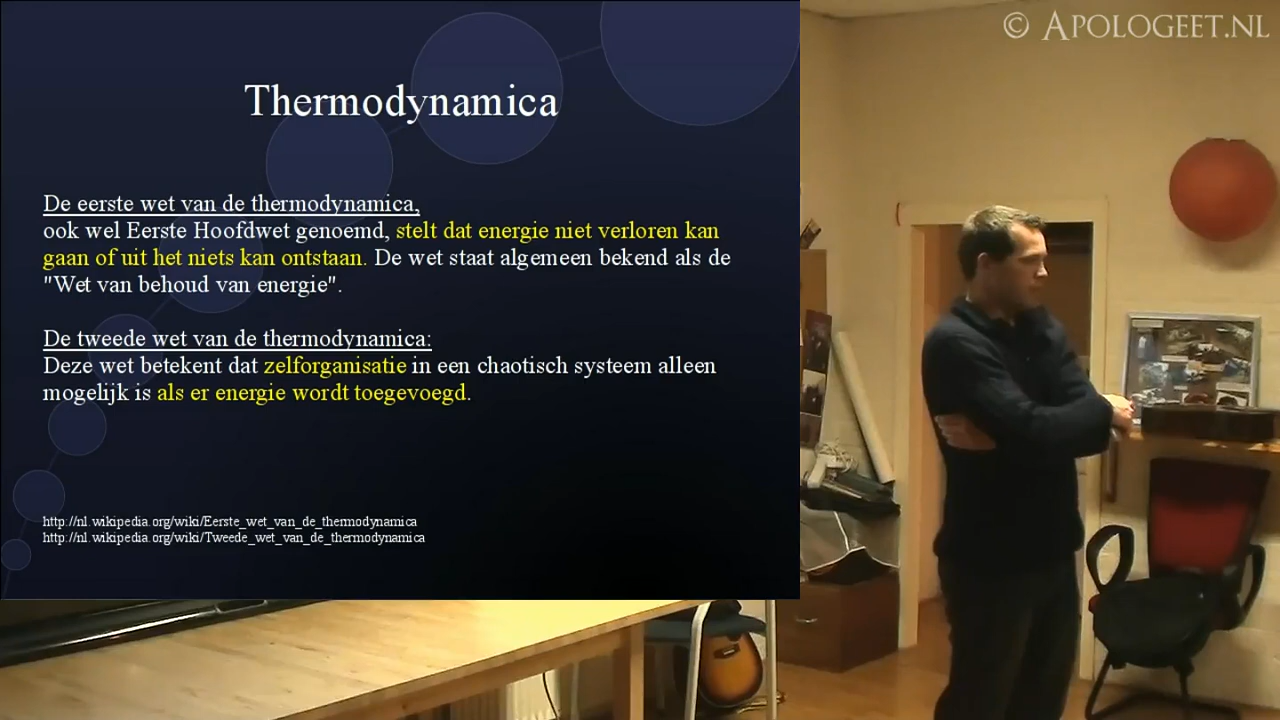 © APOLOGEET.NL
Thermodynamica
De eerste wet van de thermodynamica,
ook wel Eerste Hoofdwet genoemd, stelt dat energie niet verloren kan
gaan of uit het niets kan ontstaan. De wet staat algemeen bekend als de
"Wet van behoud van energie".
De tweede wet van de thermodynamica:
Deze wet betekent dat zelforganisatie in een chaotisch systeem alleen
mogelijk is als er energie wordt toegevoegd.
http://nl.wikipedia.org/wiki/Eerste_wet_van_de_thermodynamica
http://nl.wikipedia.org/wiki/Tweede_wet_van_de_thermodynamica